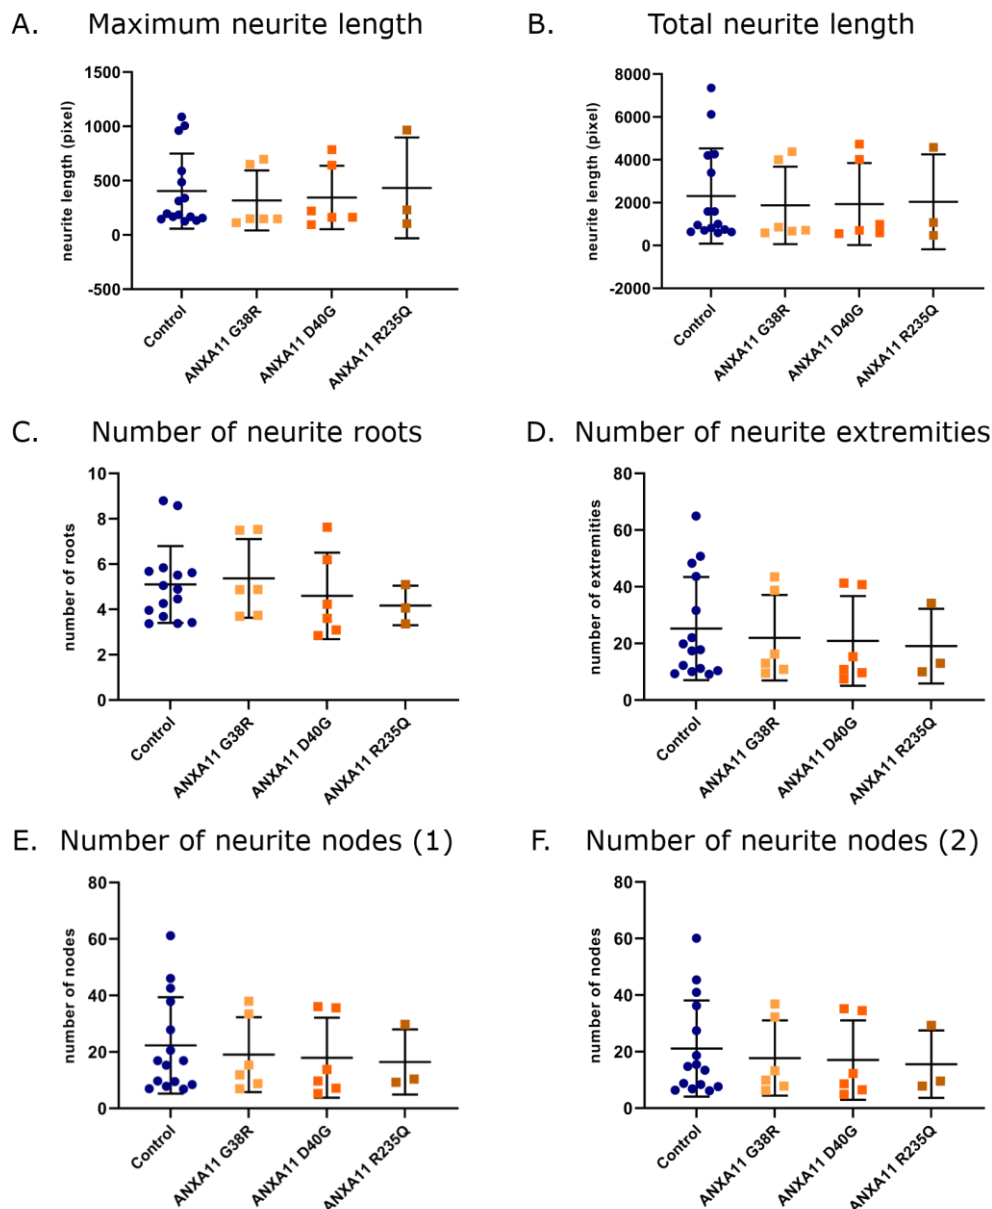 A. Maximum neurite length
neurite length (pixel)
1500
1000
500
0
-500
Control
ANXA11 G38R
ANXA11 D40G
ANXA11 R235Q
B. Total neurite length
neurite length (pixel)
8000
6000
4000
2000
0
-2000
Control
ANXA11 G38R
ANXA11 D40G
ANXA11 R235Q
C. Number of neurite roots
number of roots
10
8
6
4
2
0
Control
ANXA11 G38R
ANXA11 D40G
ANXA11 R235Q
D. Number of neurite extremities
number of extremities
80
60
40
20
0
Control
ANXA11 G38R
ANXA11 D40G
ANXA11 R235Q
E. Number of neurite nodes (1)
number of nodes
80
60
40
20
0
Control
ANXA11 G38R
ANXA11 D40G
ANXA11 R235Q
F. Number of neurite nodes (2)
number of nodes
80
60
40
20
0
Control
ANXA11 G38R
ANXA11 D40G
ANXA11 R235Q